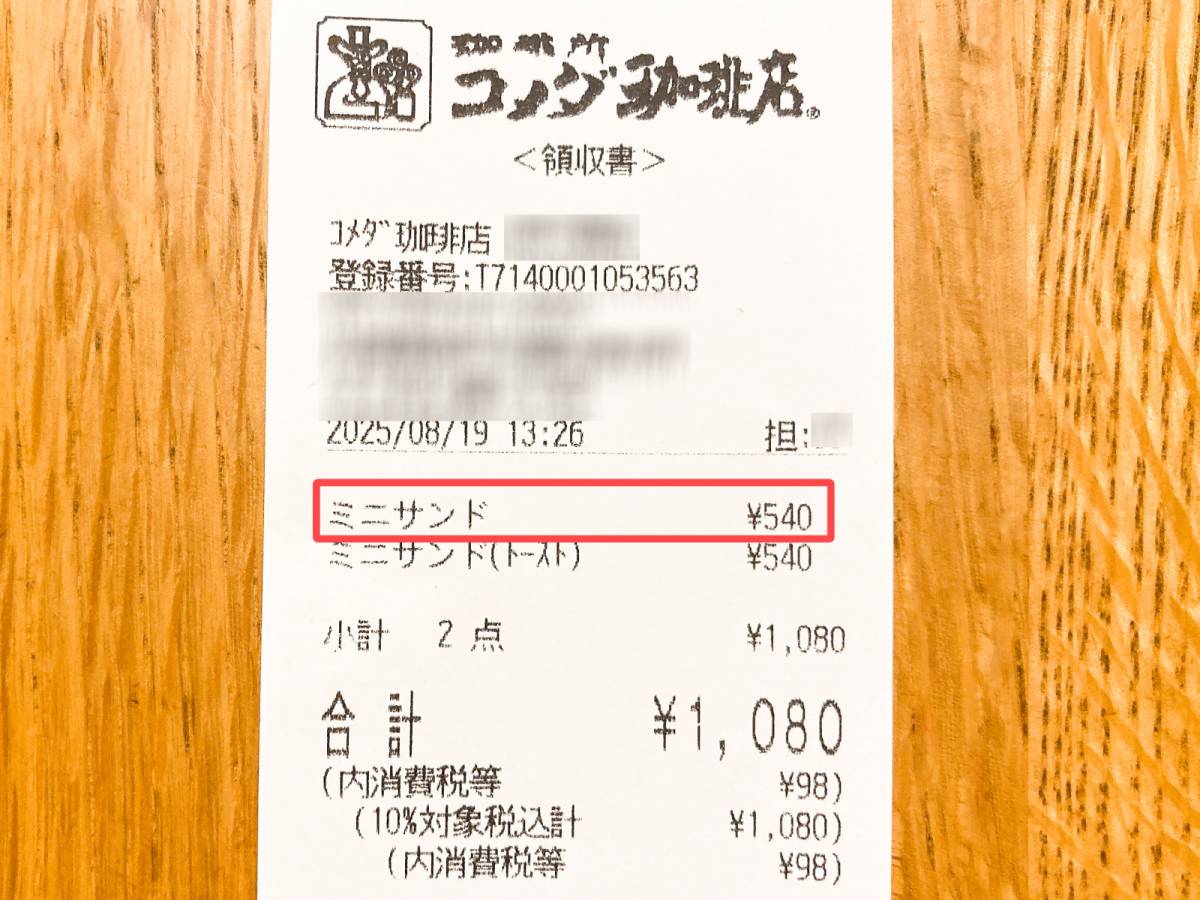 珈琲所
コメダ珈琲店®
<領収書>
コメダ珈琲店
登録番号:T7140001053563
2025/08/19 13:26 担:
ミニサンド ¥540
ミニサンド(トースト) ¥540
小計 2 点 ¥1,080
合 計 ¥1,080
(内消費税等 ¥98)
(10%対象税込計 ¥1,080)
(内消費税等 ¥98)